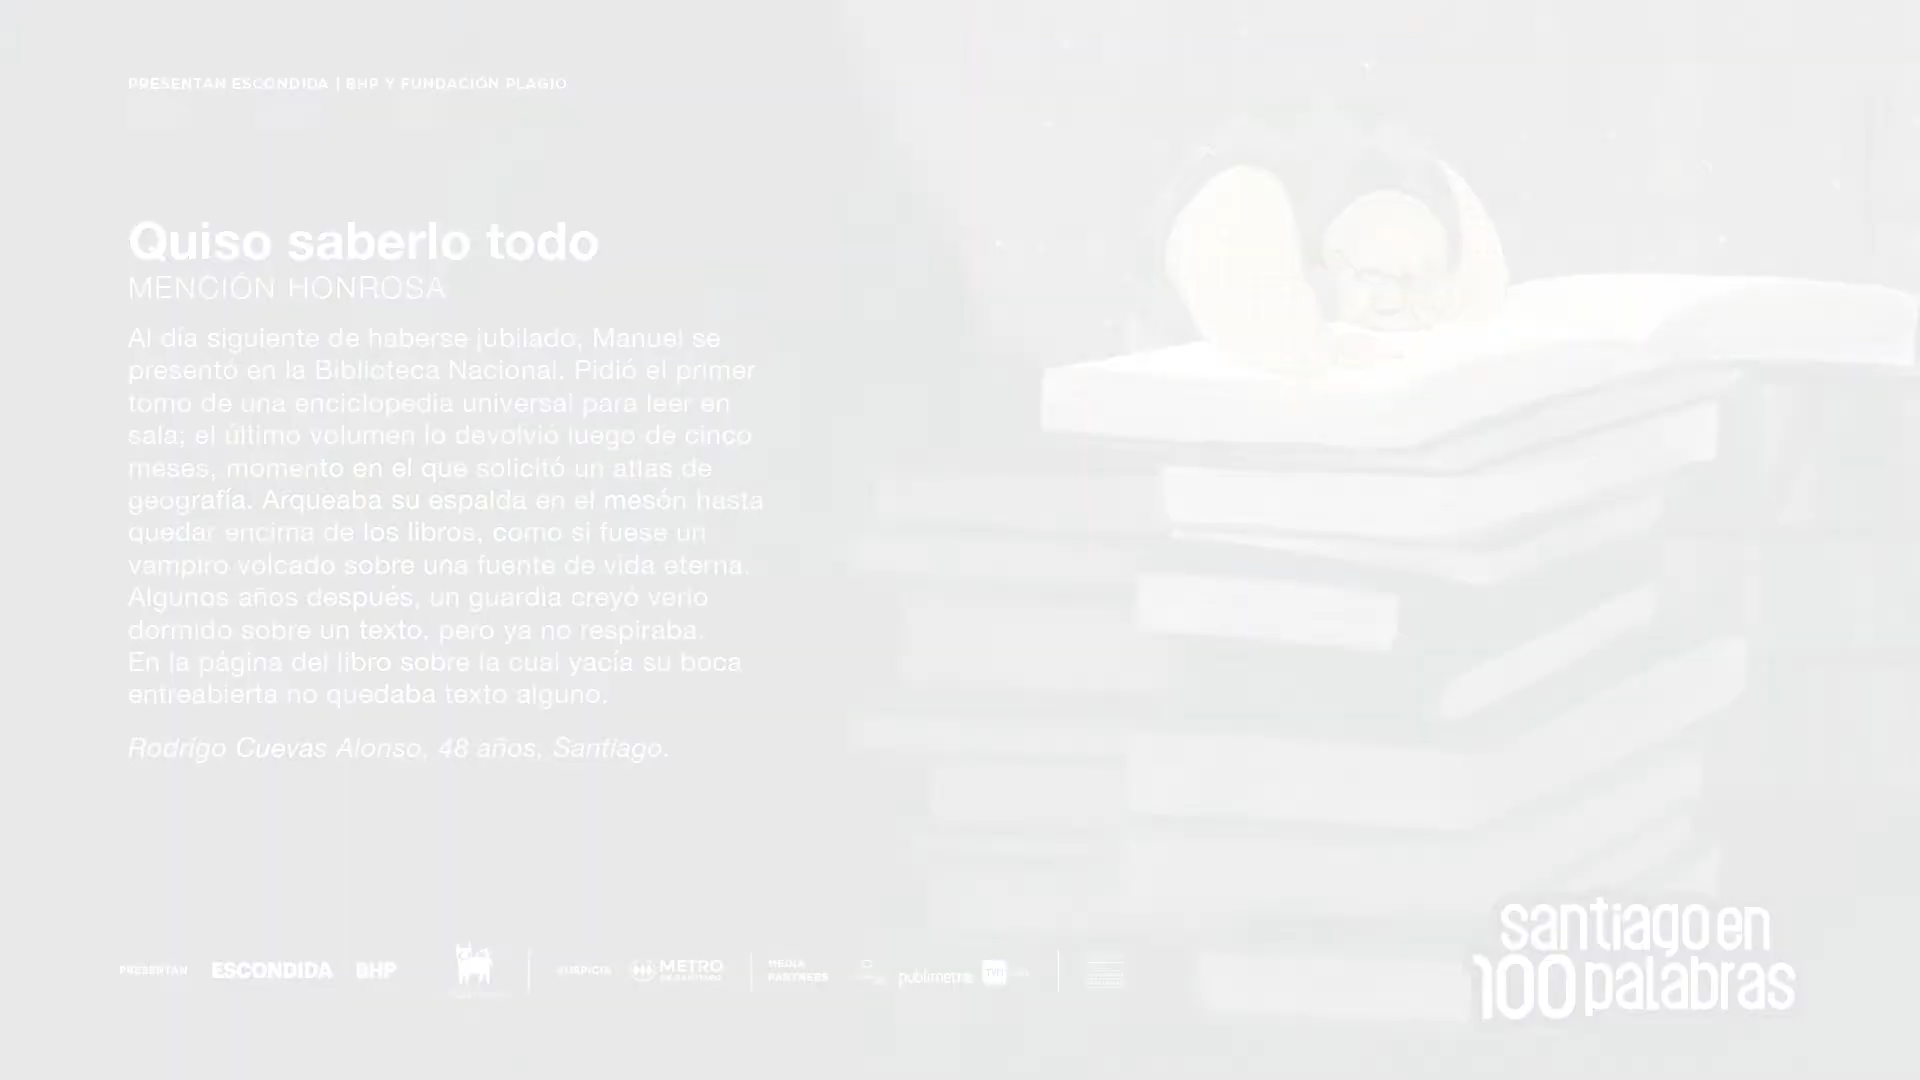 PRESENTAN ESCONDIDA | BHP Y FUNDACIÓN PLAGIO
Quiso saberlo todo
MENCIÓN HONROSA
Al día siguiente de haberse jubilado, Manuel se
presentó en la Biblioteca Nacional. Pidió el primer
tomo de una enciclopedia universal para leer en
sala; el último volumen lo devolvió luego de cinco
meses, momento en el que solicitó un atlas de
geografía. Arqueaba su espalda en el mesón hasta
quedar encima de los libros, como si fuese un
vampiro volcado sobre una fuente de vida eterna.
Algunos años después, un guardia creyó verlo
dormido sobre un texto, pero ya no respiraba.
En la página del libro sobre la cual yacía su boca
entreabierta no quedaba texto alguno.
Rodrigo Cuevas Alonso, 48 años, Santiago.
PRESENTAN ESCONDIDA BHP AUSPICIA METRO DE SANTIAGO MEDIA PARTNERS publimetro TVN
santiago en
100 palabras